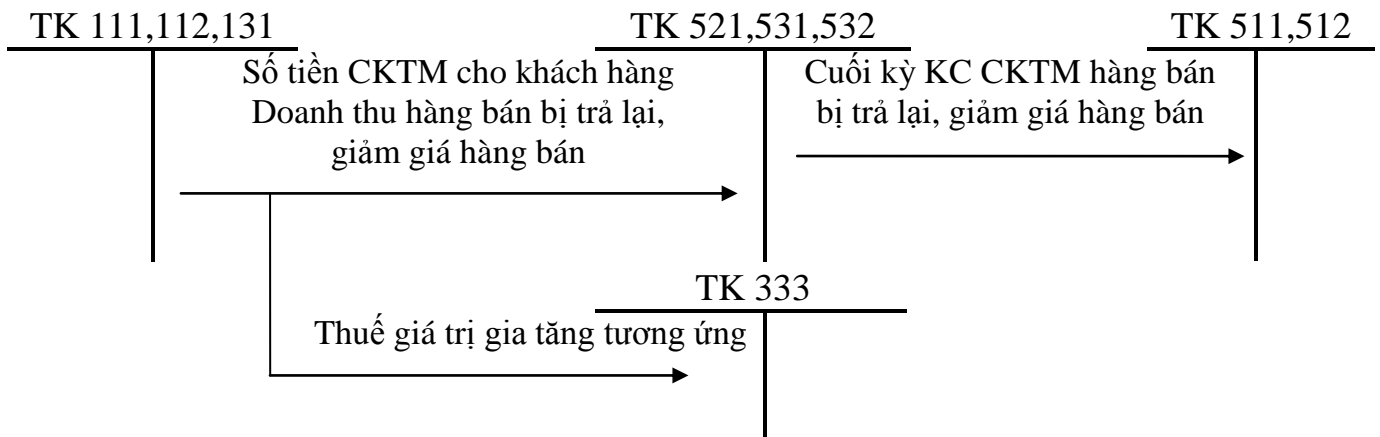 TK 111,112,131
TK 521,531,532
TK 511,512
Số tiền CKTM cho khách hàng
Doanh thu hàng bán bị trả lại,
giảm giá hàng bán
Cuối kỳ KC CKTM hàng bán
bị trả lại, giảm giá hàng bán
TK 333
Thuế giá trị gia tăng tương ứng